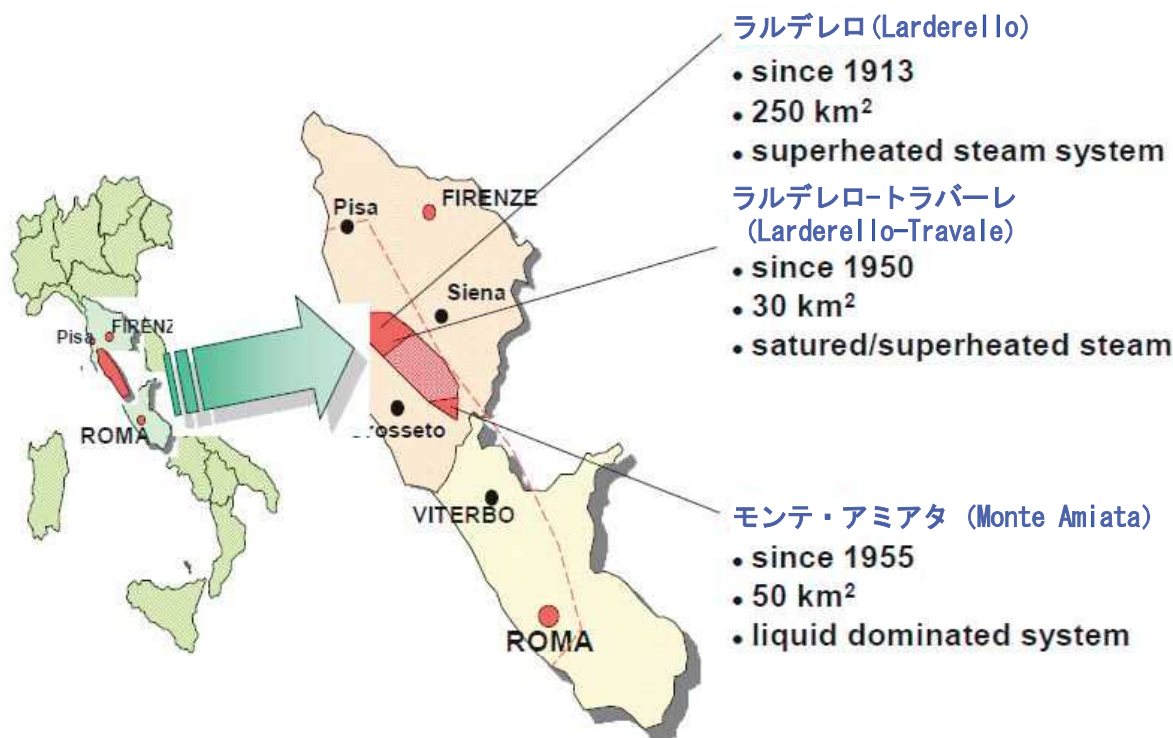 ラルデレロ(Larderello)
• since 1913
• 250 km²
• superheated steam system
ラルデレロ-トラバーレ
(Larderello-Travale)
• since 1950
• 30 km²
• satured/superheated steam
モンテ・アミアタ (Monte Amiata)
• since 1955
• 50 km²
• liquid dominated system
Pisa
FIRENZE
Siena
rosseto
VITERBO
ROMA
Pisa
FIRENZ
ROMA